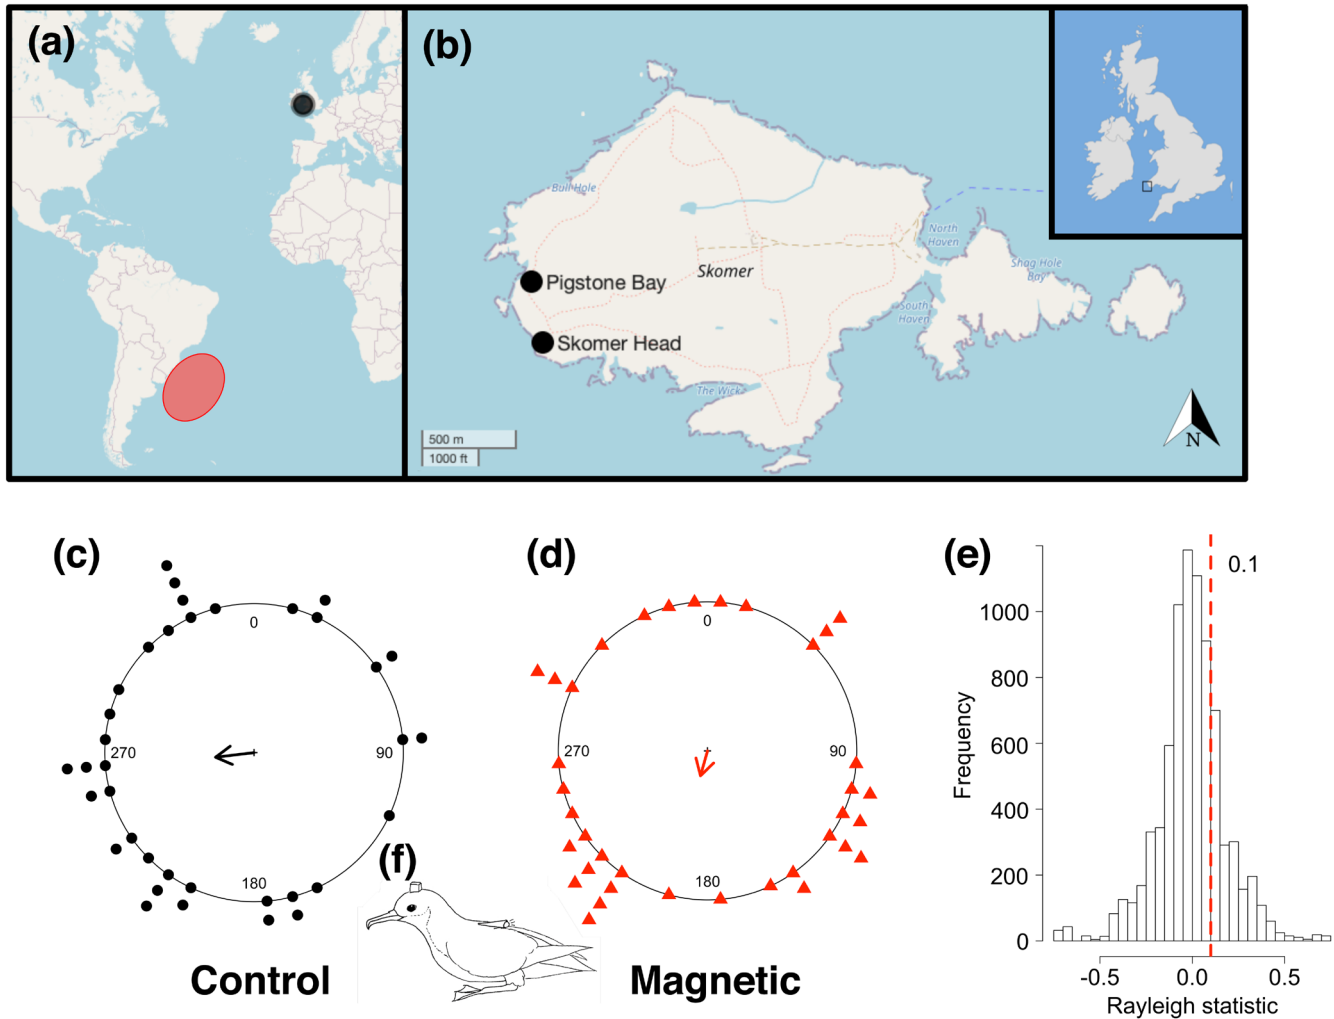 (a)
(b)
Bull Hole
North
Haven
Shag Hole
Bay
Skomer
Pigstone Bay
South
Haven
Skomer Head
The Wick
500 m
1000 ft
N
(c)
(d)
(e)
0
270
90
180
(f)
Control
0
270
90
180
Magnetic
0.1
Frequency
1000
800
600
400
200
0
-0.5
0.0
0.5
Rayleigh statistic